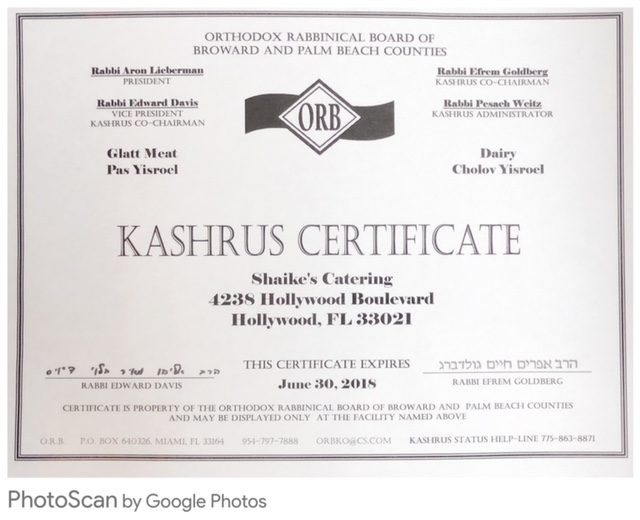 ORTHODOX RABBINICAL BOARD OF
BROWARD AND PALM BEACH COUNTIES
Rabbi Aron Lieberman
PRESIDENT
Rabbi Edward Davis
VICE PRESIDENT
KASHRUS CO-CHAIRMAN
ORB
Rabbi Efrem Goldberg
KASHRUS CO-CHAIRMAN
Rabbi Pesach Weitz
KASHRUS ADMINISTRATOR
Glatt Meat
Pas Yisroel
Dairy
Cholov Yisroel
KASHRUS CERTIFICATE
Shaike's Catering
4238 Hollywood Boulevard
Hollywood, FL 33021
הרב
RABBI EDWARD DAVIS
THIS CERTIFICATE EXPIRES
June 30, 2018
הרב אפרים חיים גולדברג
RABBI EFREM GOLDBERG
CERTIFICATE IS PROPERTY OF THE ORTHODOX RABBINICAL BOARD OF BROWARD AND PALM BEACH COUNTIES
AND MAY BE DISPLAYED ONLY AT THE FACILITY NAMED ABOVE
O.R.B. P.O. BOX 640326, MIAMI, FL 33164 954-797-7888 ORBKO@CS.COM KASHRUS STATUS HELP-LINE 775-863-8871
PhotoScan by Google Photos